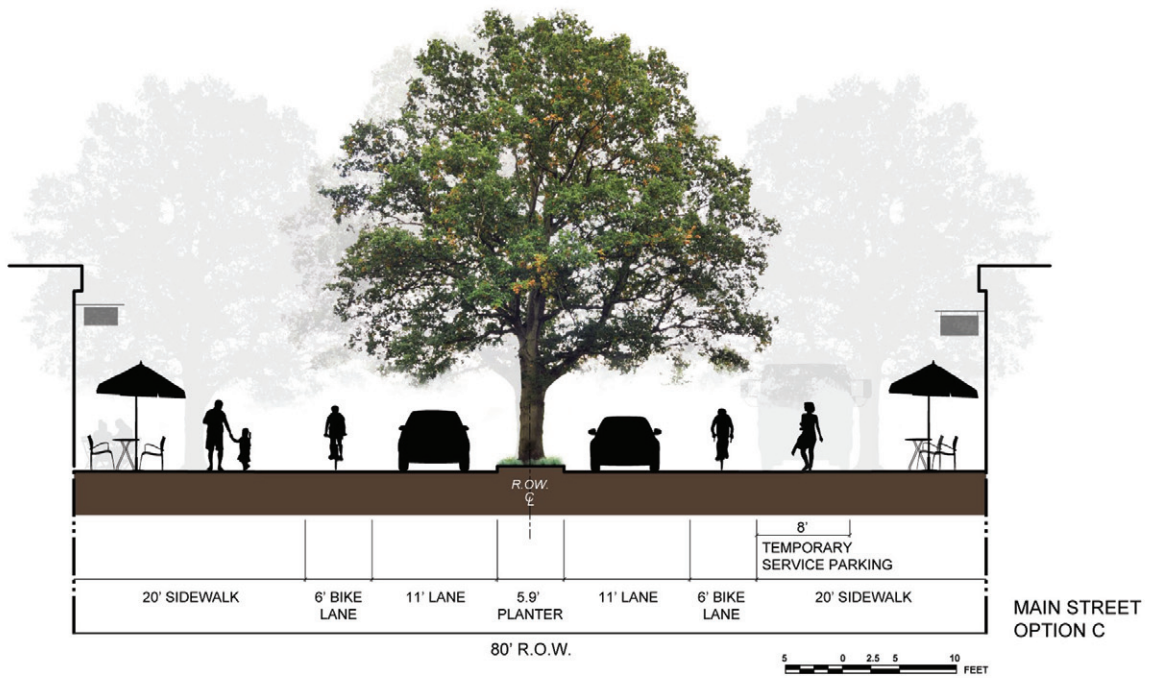 R.O.W.
C
L
8'
TEMPORARY
SERVICE PARKING
20' SIDEWALK
6' BIKE
LANE
11' LANE
5.9'
PLANTER
11' LANE
6' BIKE
LANE
20' SIDEWALK
80' R.O.W.
MAIN STREET
OPTION C
5 0 2.5 5 10
FEET